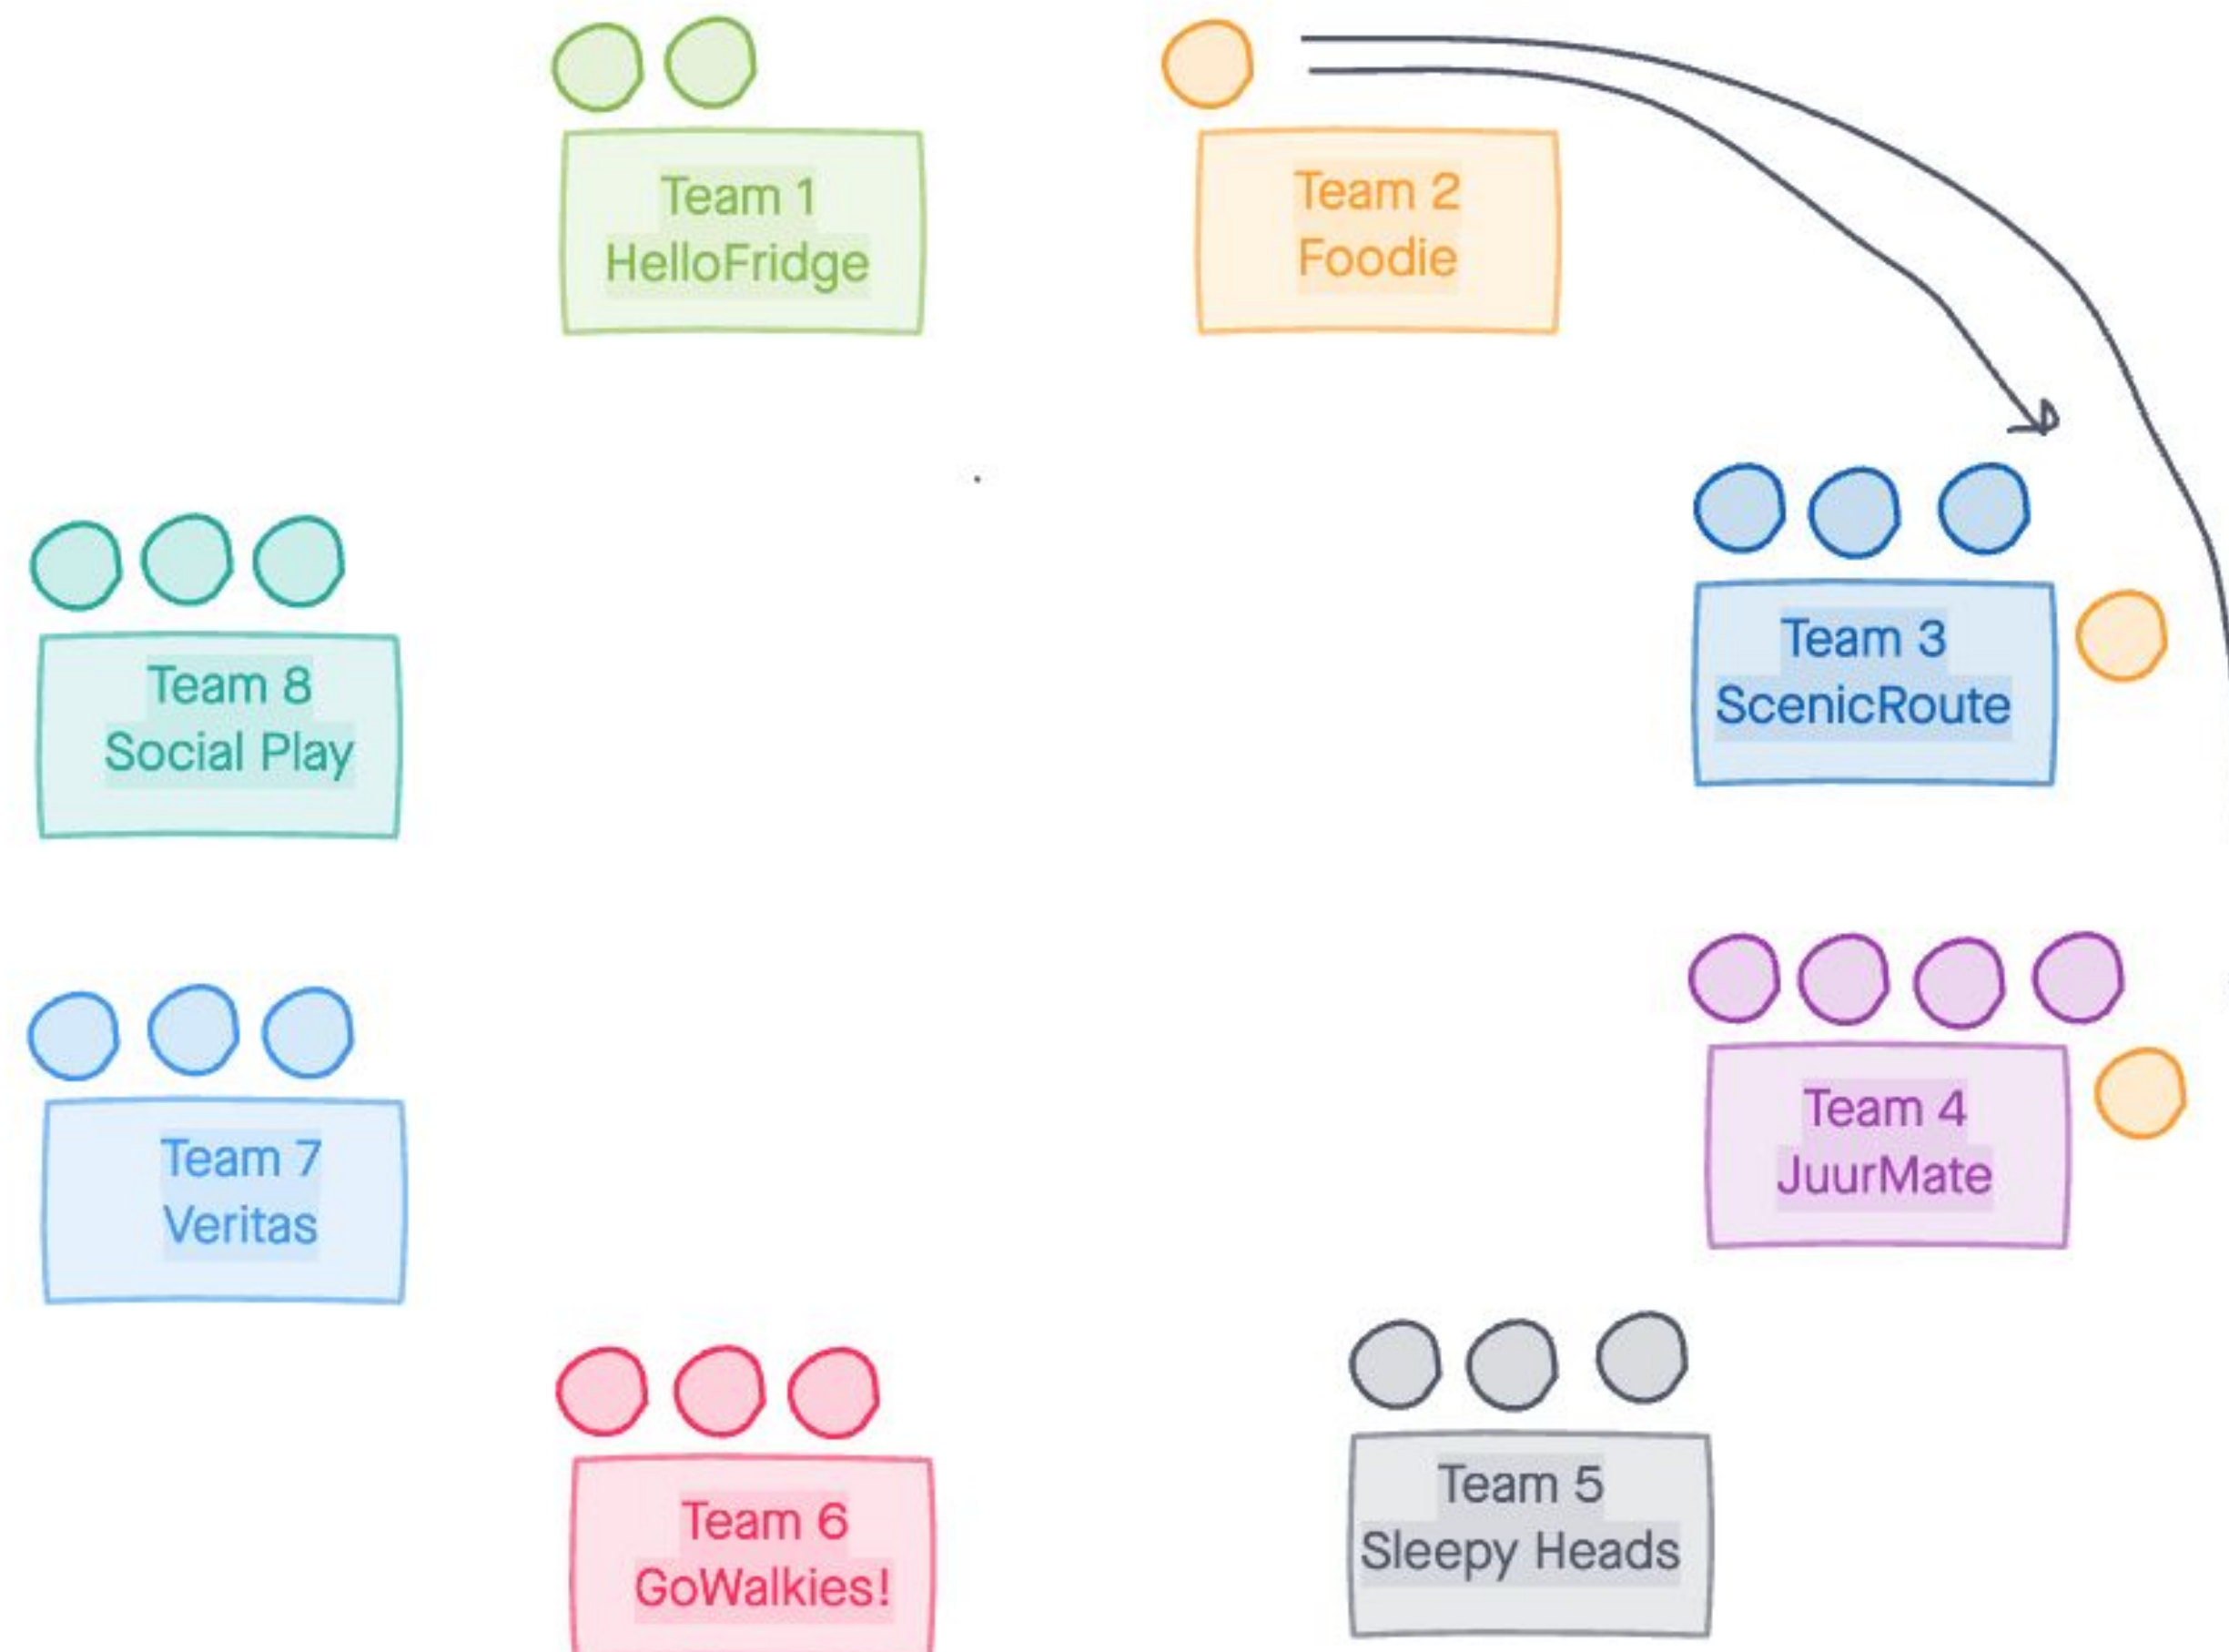 Team 1
HelloFridge
Team 2
Foodie
Team 3
ScenicRoute
Team 8
Social Play
Team 4
JuurMate
Team 7
Veritas
Team 5
Sleepy Heads
Team 6
GoWalkies!